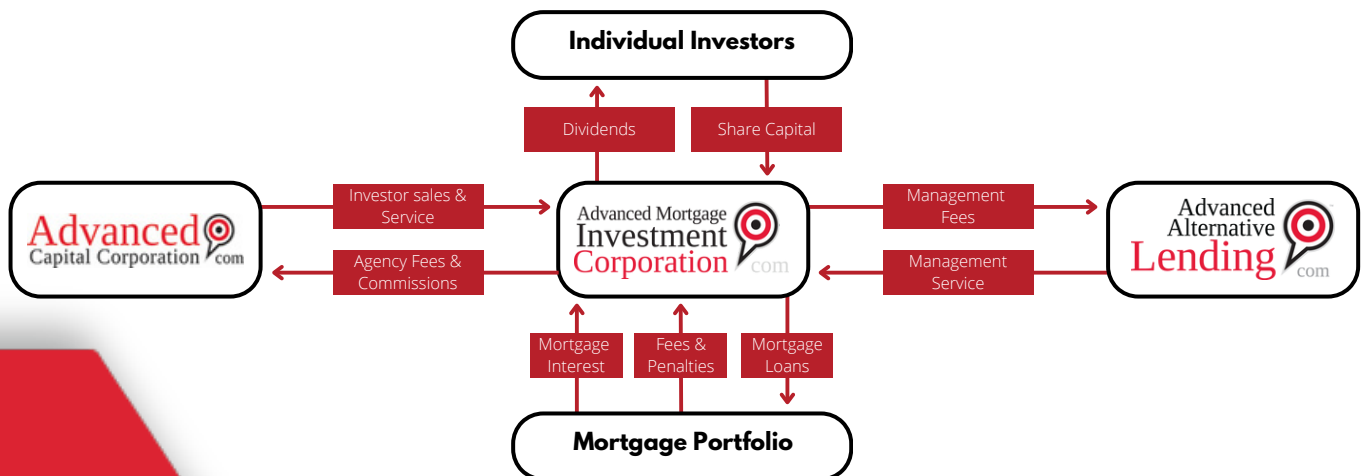 Individual Investors
Dividends
Share Capital
Advanced
Capital Corporation
com
Investor sales &
Service
Agency Fees &
Commissions
Advanced Mortgage
Investment
Corporation
com
Management
Fees
Management
Service
Advanced
Alternative
Lending
com
Mortgage
Interest
Fees &
Penalties
Mortgage
Loans
Mortgage Portfolio